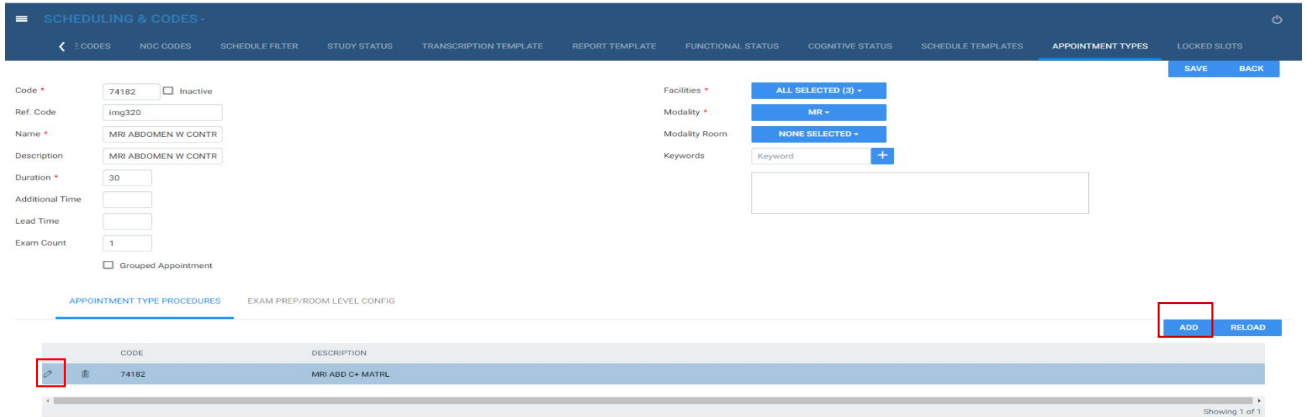 SCHEDULING & CODES
E CODES NDC CODES SCHEDULE FILTER STUDY STATUS TRANSCRIPTION TEMPLATE REPORT TEMPLATE FUNCTIONAL STATUS COGNITIVE STATUS SCHEDULE TEMPLATES APPOINTMENT TYPES LOCKED SLOTS
SAVE BACK
Code * 74182 Inactive Facilities * ALL SELECTED (3)
Ref. Code img320 Modality * MR
Name * MRI ABDOMEN W CONTR Modality Room NONE SELECTED
Description MRI ABDOMEN W CONTR Keywords Keyword +
Duration * 30
Additional Time
Lead Time
Exam Count 1
Grouped Appointment
APPOINTMENT TYPE PROCEDURES EXAM PREP/ROOM LEVEL CONFIG
ADD RELOAD
CODE DESCRIPTION
74182 MRI ABD C+ MATRL
Showing 1 of 1